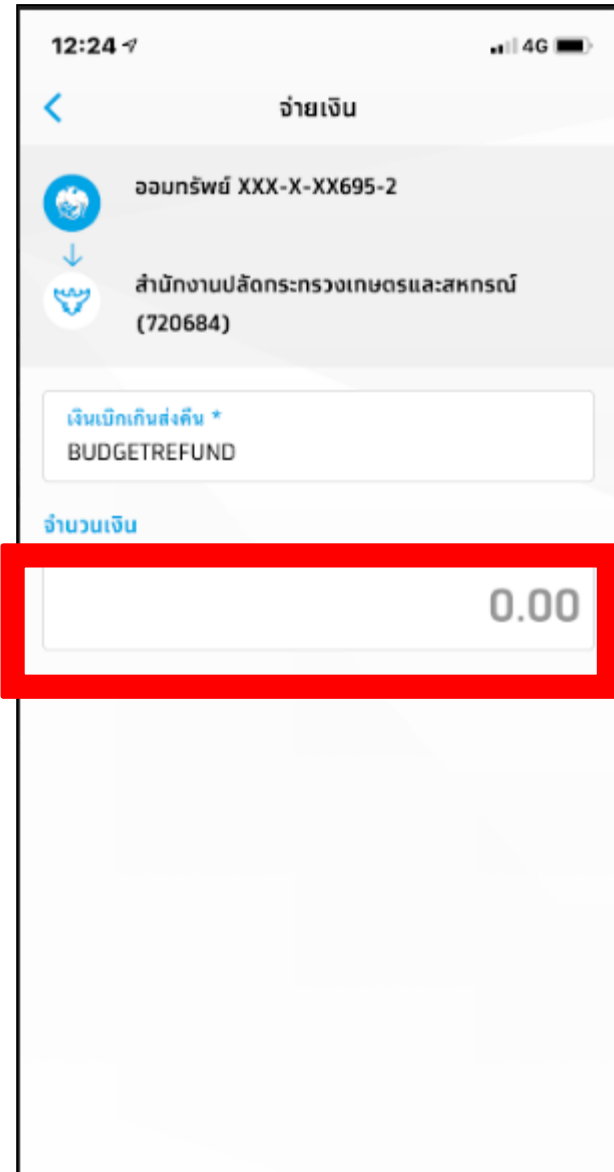 12:24
4G
จ่ายเงิน
ออมทรัพย์ XXX-X-XX695-2
สำนักงานปลัดกระทรวงเกษตรและสหกรณ์
(720684)
เงินเบิกเกินส่งคืน *
BUDGETREFUND
จำนวนเงิน
0.00